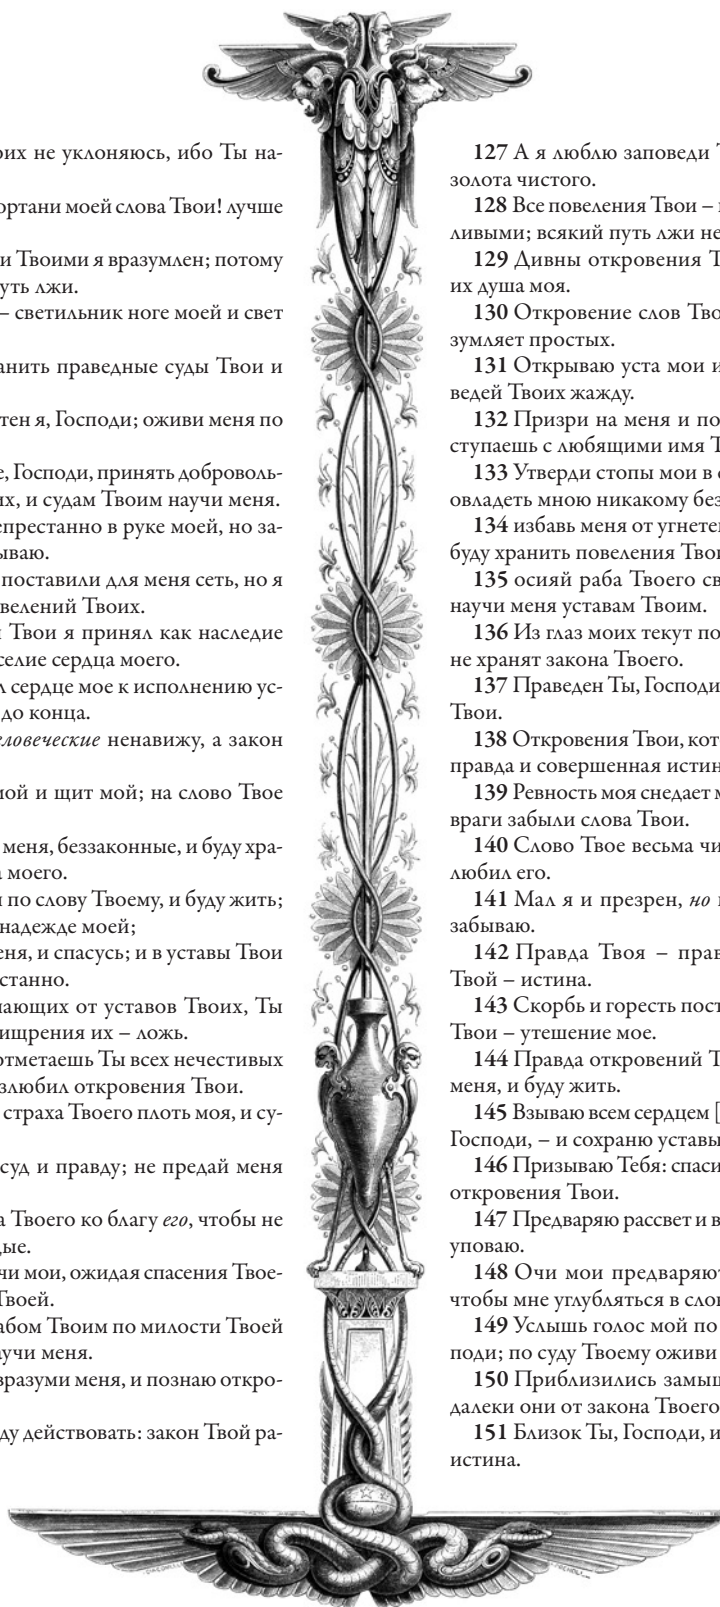 оих не уклоняюсь, ибо Ты на-
ортани моей слова Твои! лучше
и Твоими я вразумлен; потому
уть лжи.
– светильник ноге моей и свет
анить праведные суды Твои и
тен я, Господи; оживи меня по
е, Господи, принять доброволь-
их, и судам Твоим научи меня.
епрестанно в руке моей, но за-
ываю.
поставили для меня сеть, но я
велений Твоих.
и Твои я принял как наследие
селие сердца моего.
л сердце мое к исполнению ус-
до конца.
еловеческие ненавижу, а закон
мой и щит мой; на слово Твое
меня, беззаконные, и буду хра-
а моего.
и по слову Твоему, и буду жить;
надежде моей;
еня, и спасусь; и в уставы Твои
станно.
пающих от уставов Твоих, Ты
ищрения их – ложь.
отметаешь Ты всех нечестивых
злюбил откровения Твои.
страха Твоего плоть моя, и су-
суд и правду; не предай меня
а Твоего ко благу его, чтобы не
дые.
чи мои, ожидая спасения Твое-
Твоей.
абом Твоим по милости Твоей
аучи меня.
вразуми меня, и познаю откро-
ду действовать: закон Твой ра-
127 А я люблю заповеди Т
золота чистого.
128 Все повеления Твои –
ливыми; всякий путь лжи не
129 Дивны откровения Т
их душа моя.
130 Откровение слов Тво
зумляет простых.
131 Открываю уста мои и
ведей Твоих жажду.
132 Призри на меня и по
ступаешь с любящими имя Т
133 Утверди стопы мои в с
овладеть мною никакому без
134 избавь меня от угнетен
буду хранить повеления Твои
135 осияй раба Твоего св
научи меня уставам Твоим.
136 Из глаз моих текут по
не хранят закона Твоего.
137 Праведен Ты, Господи
Твои.
138 Откровения Твои, кот
правда и совершенная истин
139 Ревность моя снедает м
враги забыли слова Твои.
140 Слово Твое весьма чи
любил его.
141 Мал я и презрен, но
забываю.
142 Правда Твоя – прав
Твой – истина.
143 Скорбь и горесть пост
Твои – утешение мое.
144 Правда откровений Т
меня, и буду жить.
145 Взываю всем сердцем [
Господи, – и сохраню уставы
146 Призываю Тебя: спаси
откровения Твои.
147 Предваряю рассвет и в
уповаю.
148 Очи мои предваряют
чтобы мне углубляться в слов
149 Услышь голос мой по
поди; по суду Твоему оживи
150 Приблизились замыш
далеки они от закона Твоего
151 Близок Ты, Господи, и
истина.